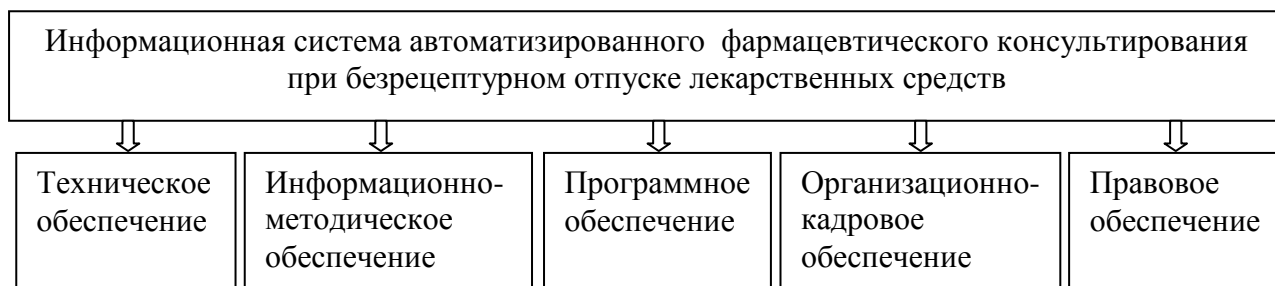 Информационная система автоматизированного фармацевтического консультирования
при безрецептурном отпуске лекарственных средств
Техническое
обеспечение
Информационно-
методическое
обеспечение
Программное
обеспечение
Организационно-
кадровое
обеспечение
Правовое
обеспечение